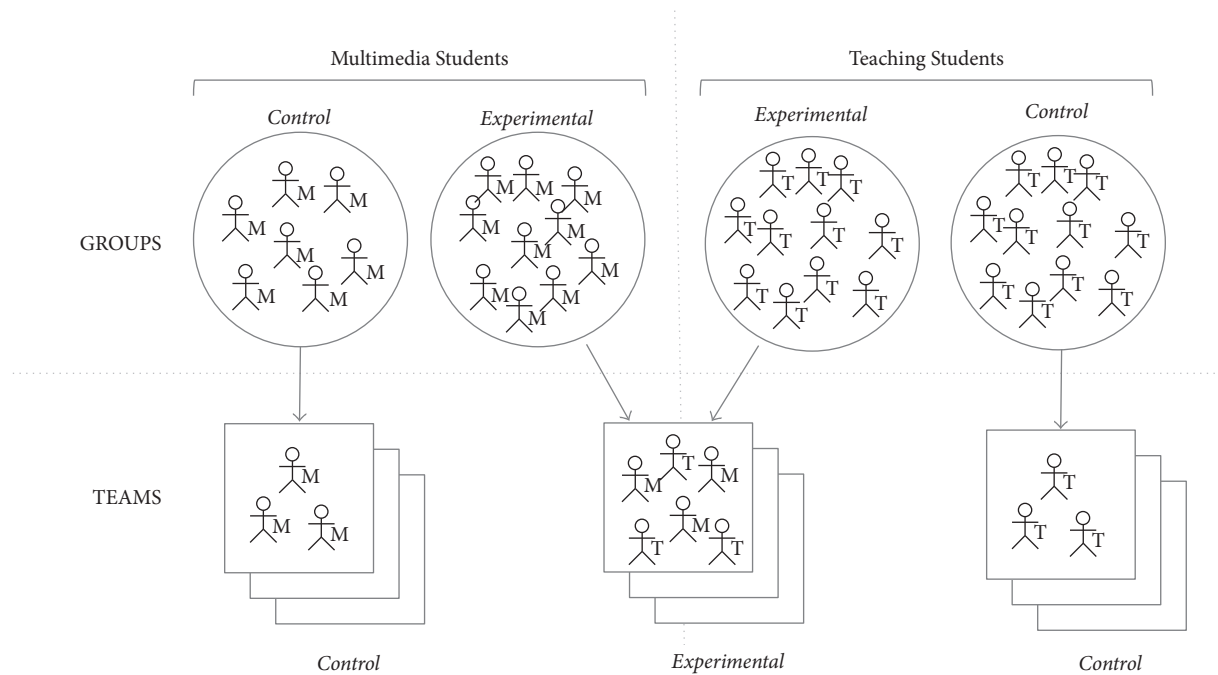 Multimedia Students
Teaching Students
Control
Experimental
Experimental
Control
GROUPS
M M M M M M M
M M M M M M M M M M
T T T T T T T T T T T
T T T T T T T T T T T
TEAMS
M M M
T M M M T T
T T T
Control
Experimental
Control